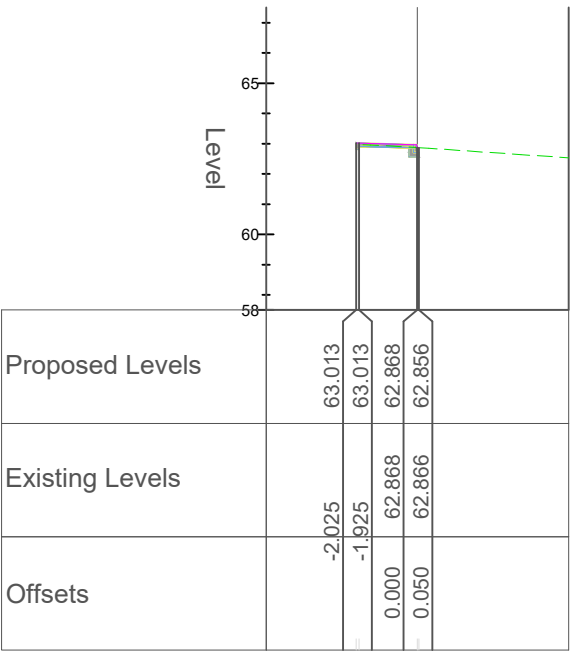 65
Level
60
58
Proposed Levels 63.013 63.013 62.868 62.856
Existing Levels 62.868 62.866
-2.025 -1.925
Offsets 0.000 0.050